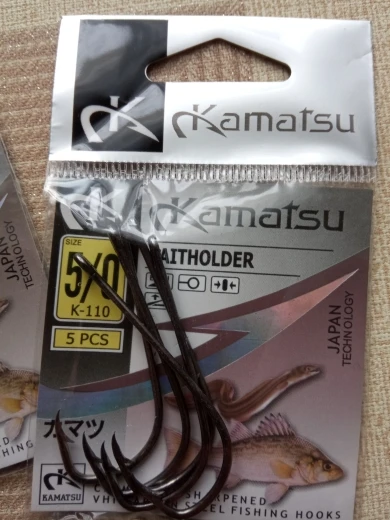 Kamatsu
Kamatsu
BAITHOLDER
SIZE
5/0
K-110
5 PCS
JAPAN
TECHNOLOGY
カマツ
KAMATSU
SHARPENED
STEEL FISHING HOOKS
JAPAN
TECHNOLOGY